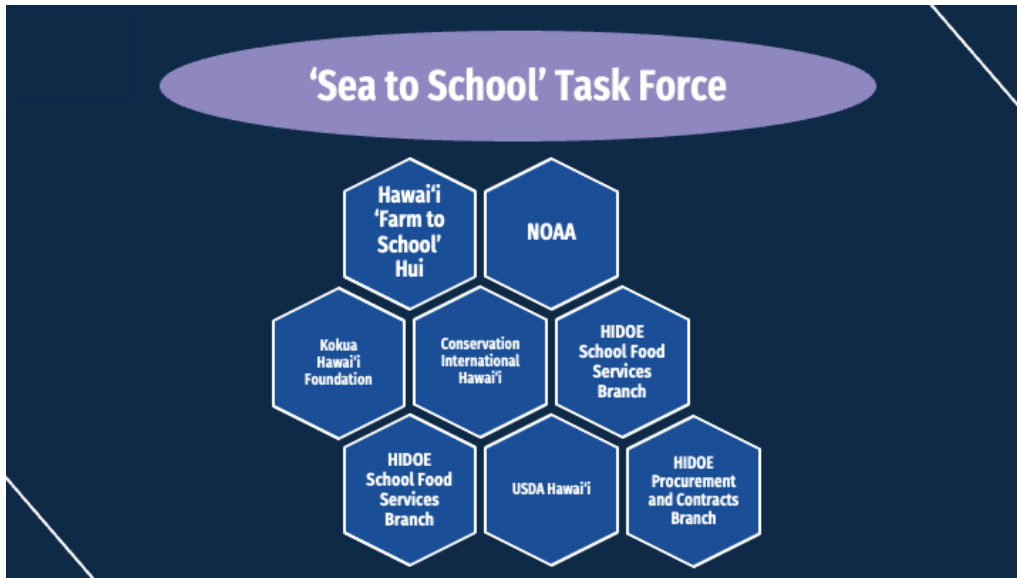 ‘Sea to School’ Task Force
Hawai‘i
‘Farm to
School’
Hui
NOAA
Kokua
Hawai‘i
Foundation
Conservation
International
Hawai‘i
HIDOE
School Food
Services
Branch
HIDOE
School Food
Services
Branch
USDA Hawai‘i
HIDOE
Procurement
and Contracts
Branch